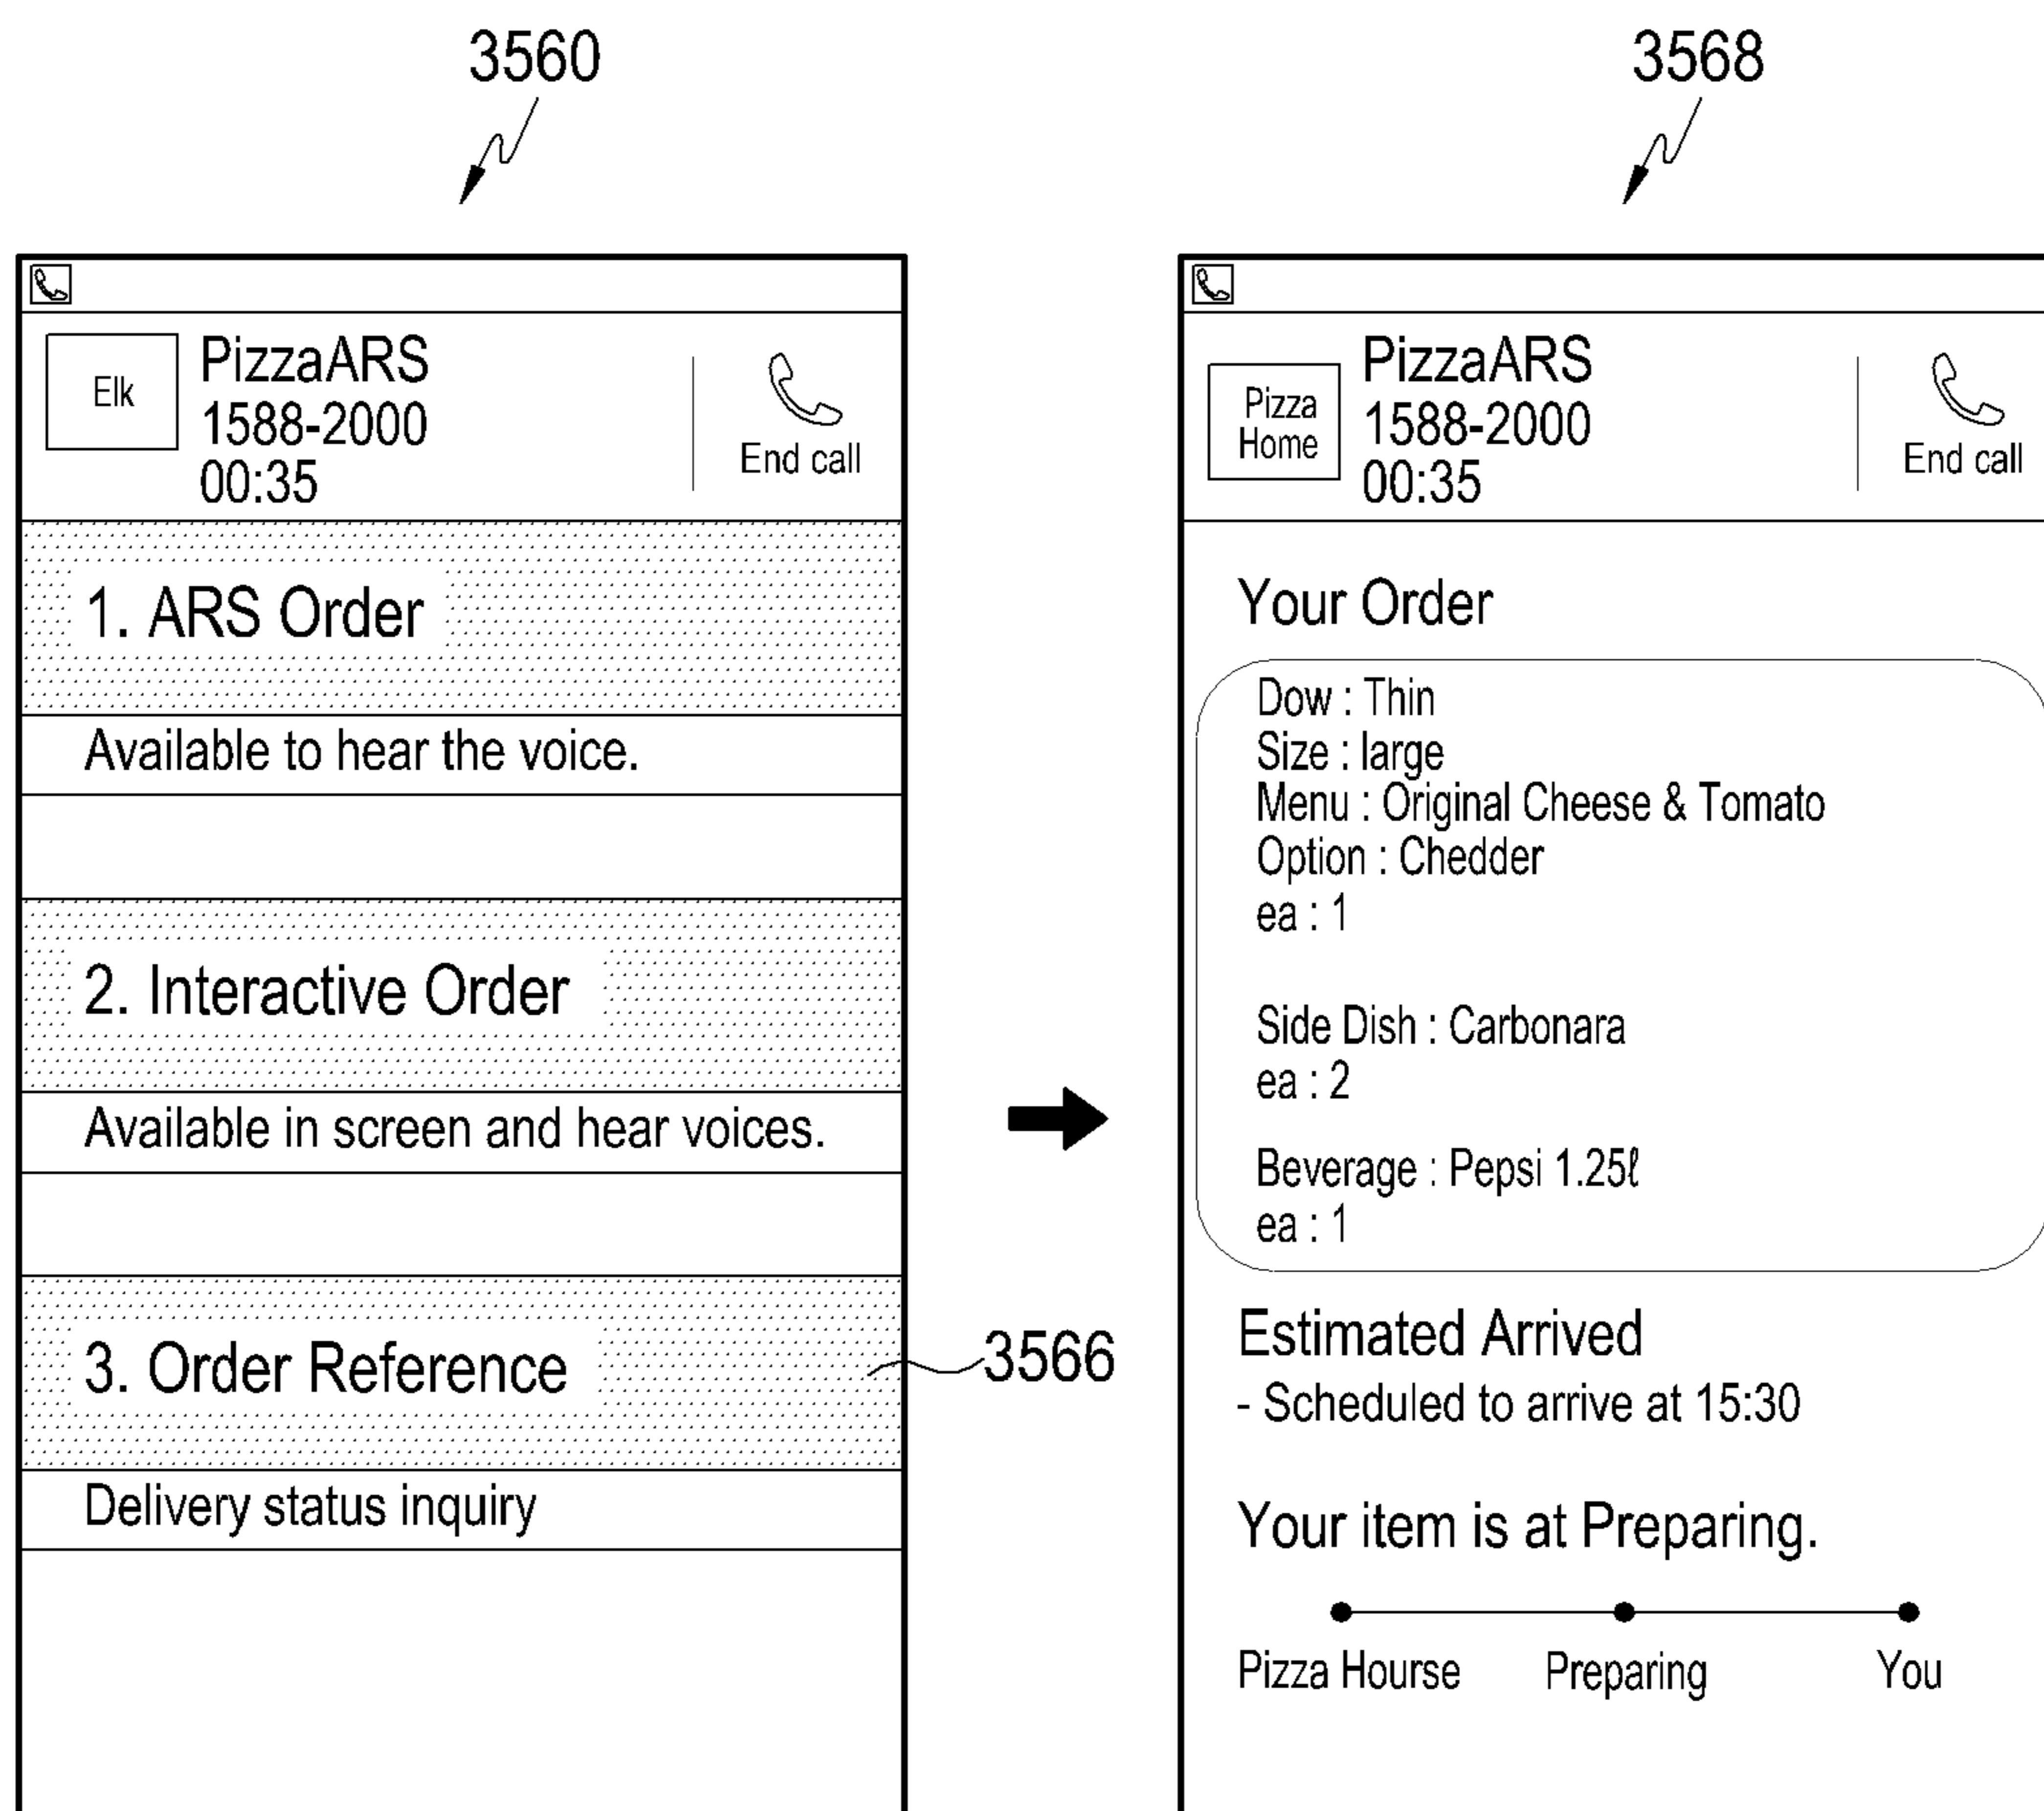 3560
Elk
PizzaARS
1588-2000
00:35
End call
1. ARS Order
Available to hear the voice.
2. Interactive Order
Available in screen and hear voices.
3. Order Reference
3566
Delivery status inquiry
3568
Pizza
Home
PizzaARS
1588-2000
00:35
End call
Your Order
Dow : Thin
Size : large
Menu : Original Cheese & Tomato
Option : Chedder
ea : 1
Side Dish : Carbonara
ea : 2
Beverage : Pepsi 1.25ℓ
ea : 1
Estimated Arrived
- Scheduled to arrive at 15:30
Your item is at Preparing.
Pizza Hourse Preparing You